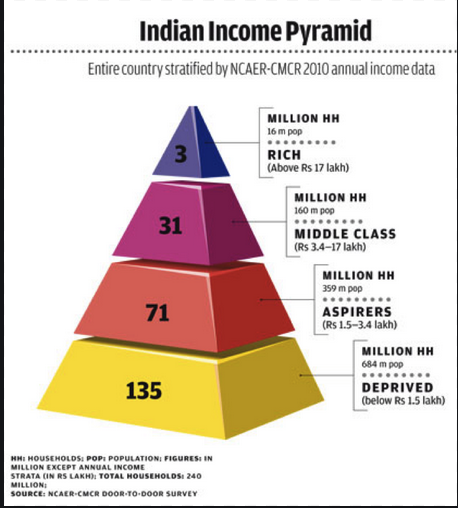 Indian Income Pyramid
Entire country stratified by NCAER-CMCR 2010 annual income data
3
MILLION HH
16 m pop
RICH
(Above Rs 17 lakh)
31
MILLION HH
160 m pop
MIDDLE CLASS
(Rs 3.4–17 lakh)
71
MILLION HH
359 m pop
ASPIRERS
(Rs 1.5–3.4 lakh)
135
MILLION HH
684 m pop
DEPRIVED
(below Rs 1.5 lakh)
HH: HOUSEHOLDS; POP: POPULATION; FIGURES: IN
MILLION EXCEPT ANNUAL INCOME
STRATA (IN RS LAKH); TOTAL HOUSEHOLDS: 240
MILLION;
SOURCE: NCAER-CMCR DOOR-TO-DOOR SURVEY